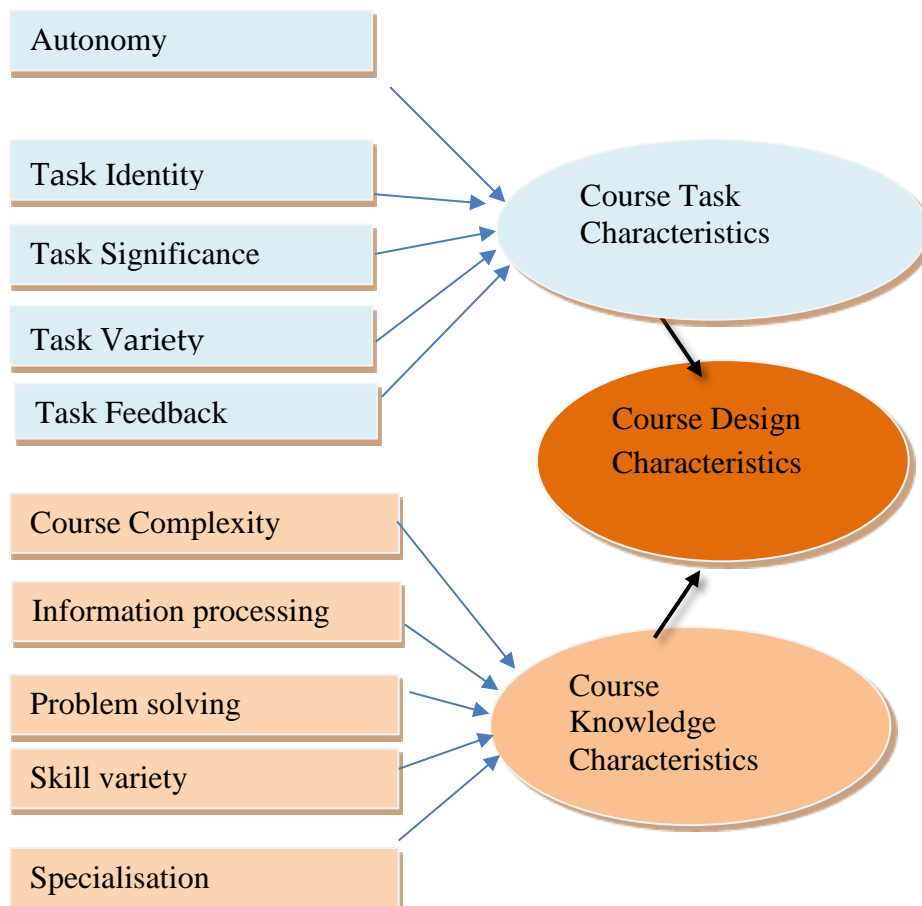 Autonomy
Task Identity
Task Significance
Task Variety
Task Feedback
Course Task
Characteristics
Course Design
Characteristics
Course Complexity
Information processing
Problem solving
Skill variety
Specialisation
Course
Knowledge
Characteristics